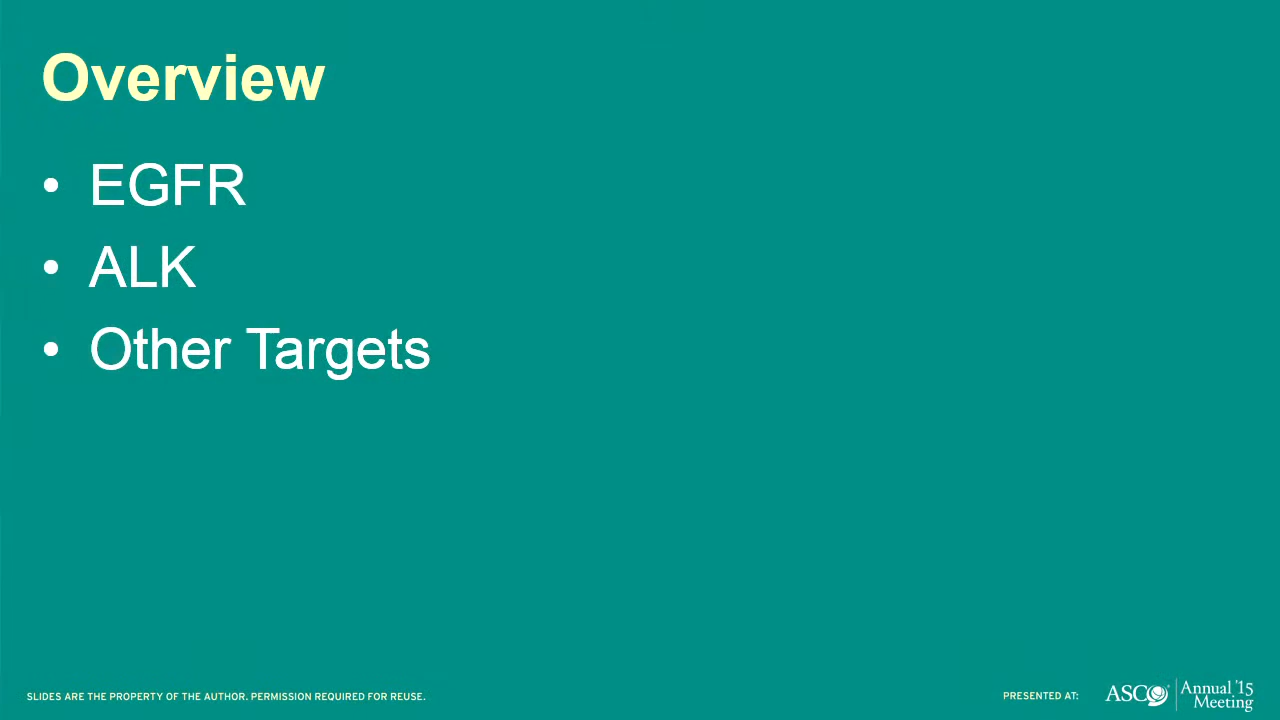 Overview
• EGFR
• ALK
• Other Targets
SLIDES ARE THE PROPERTY OF THE AUTHOR. PERMISSION REQUIRED FOR REUSE.
PRESENTED AT:
ASCO
Annual '15
Meeting